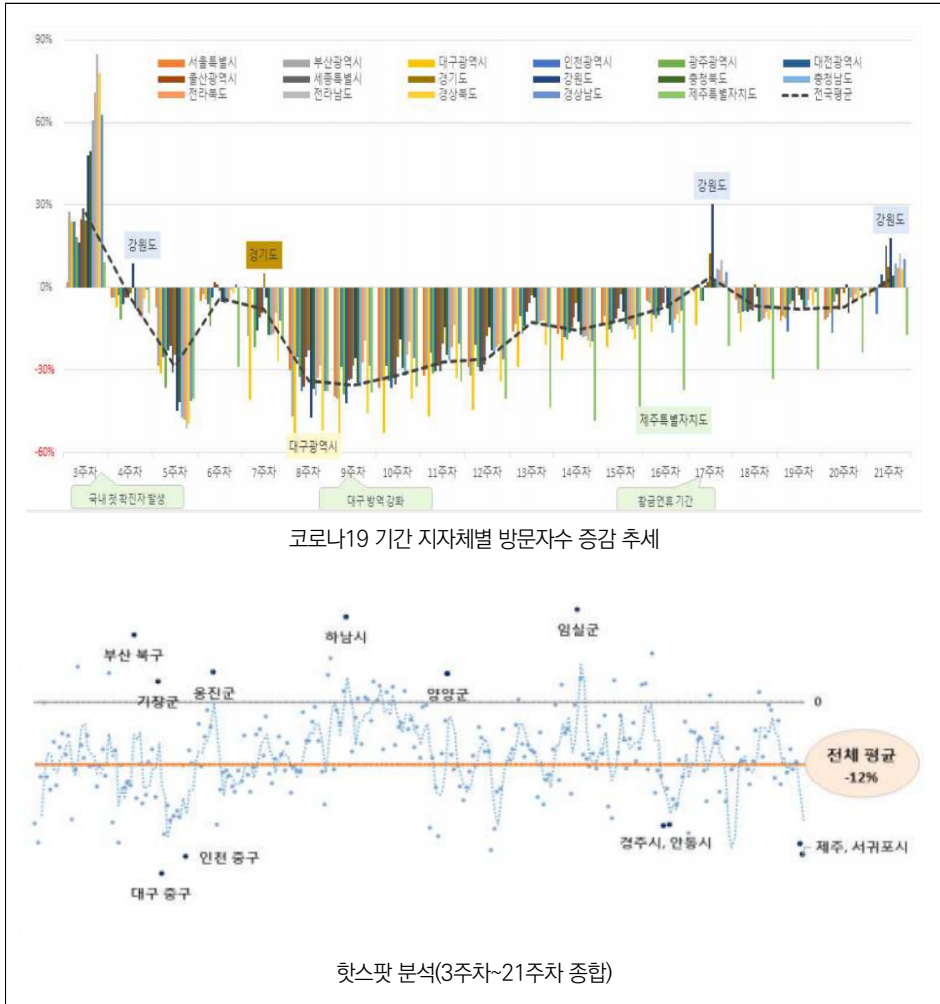 90%
서울특별시 부산광역시 대구광역시 인천광역시 광주광역시 대전광역시
울산광역시 세종특별시 경기도 강원도 충청북도 충청남도
전라북도 전라남도 경상북도 경상남도 제주특별자치도 전국평균
60%
30%
강원도
강원도
강원도
경기도
0%
-30%
대구광역시
제주특별자치도
-60%
3주차 4주차 5주차 6주차 7주차 8주차 9주차 10주차 11주차 12주차 13주차 14주차 15주차 16주차 17주차 18주차 19주차 20주차 21주차
국내 첫 확진자 발생
대구 방역 강화
황금연휴 기간
코로나19 기간 지자체별 방문자수 증감 추세
임실군
하남시
부산 북구
기장군
옹진군
양양군
0
전체 평균
-12%
경주시, 안동시
제주, 서귀포시
인천 중구
대구 중구
핫스팟 분석(3주차~21주차 종합)